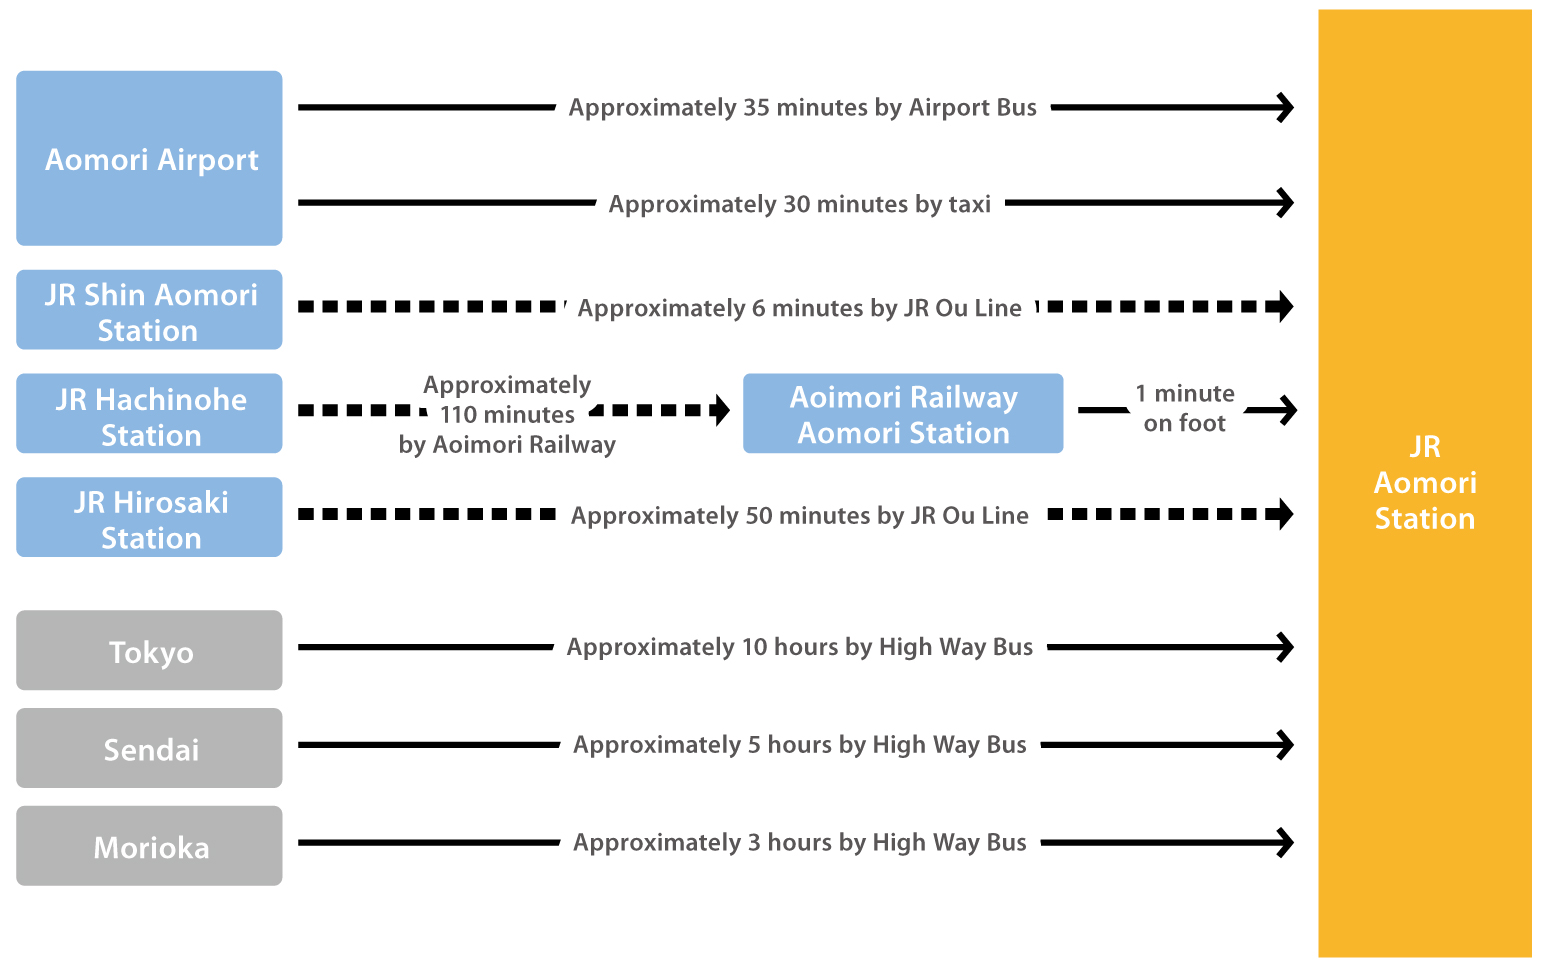 Aomori Airport
Approximately 35 minutes by Airport Bus
Approximately 30 minutes by taxi
JR Shin Aomori
Station
Approximately 6 minutes by JR Ou Line
JR Hachinohe
Station
Approximately
110 minutes
by Aoimori Railway
Aoimori Railway
Aomori Station
1 minute
on foot
JR Hirosaki
Station
Approximately 50 minutes by JR Ou Line
Tokyo
Approximately 10 hours by High Way Bus
Sendai
Approximately 5 hours by High Way Bus
Morioka
Approximately 3 hours by High Way Bus
JR
Aomori
Station